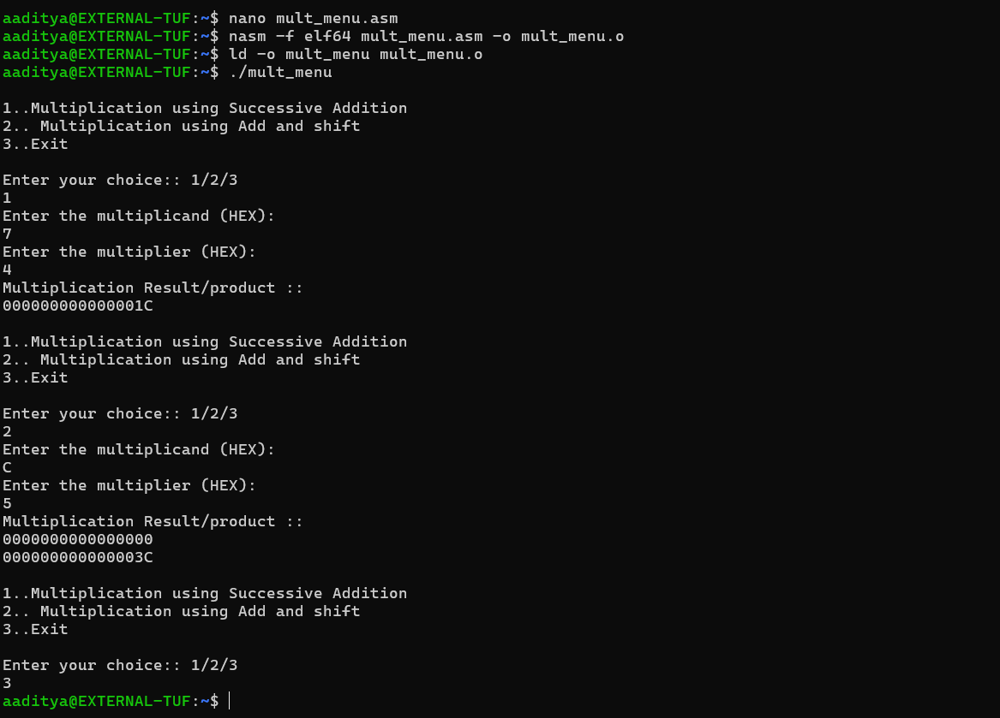 aaditya@EXTERNAL-TUF:~$ nano mult_menu.asm
aaditya@EXTERNAL-TUF:~$ nasm -f elf64 mult_menu.asm -o mult_menu.o
aaditya@EXTERNAL-TUF:~$ ld -o mult_menu mult_menu.o
aaditya@EXTERNAL-TUF:~$ ./mult_menu
1..Multiplication using Successive Addition
2.. Multiplication using Add and shift
3..Exit
Enter your choice:: 1/2/3
1
Enter the multiplicand (HEX):
7
Enter the multiplier (HEX):
4
Multiplication Result/product ::
000000000000001C
1..Multiplication using Successive Addition
2.. Multiplication using Add and shift
3..Exit
Enter your choice:: 1/2/3
2
Enter the multiplicand (HEX):
C
Enter the multiplier (HEX):
5
Multiplication Result/product ::
0000000000000000
000000000000003C
1..Multiplication using Successive Addition
2.. Multiplication using Add and shift
3..Exit
Enter your choice:: 1/2/3
3
aaditya@EXTERNAL-TUF:~$